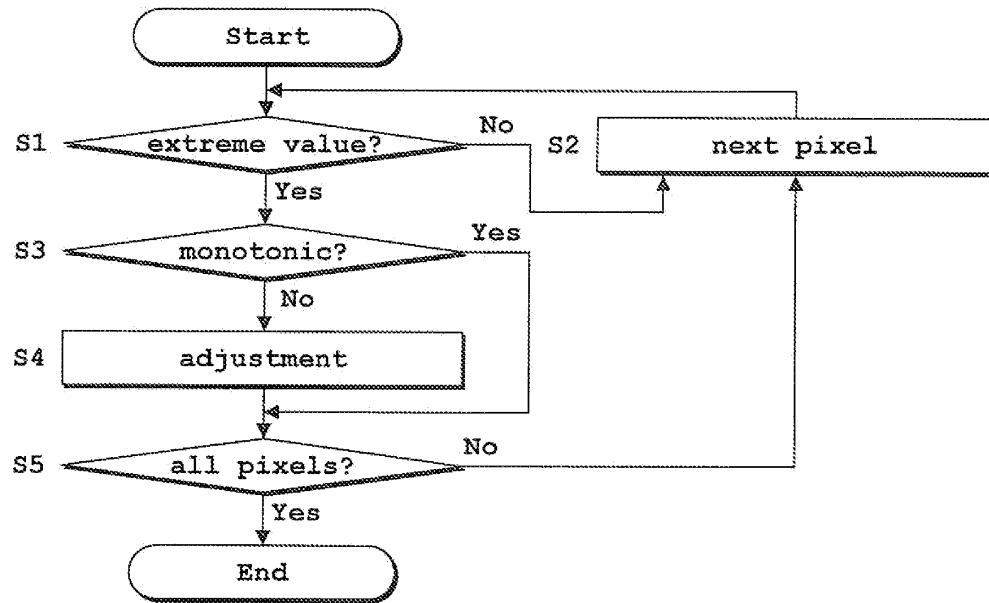 Start
S1
extreme value?
No
S2
next pixel
Yes
S3
monotonic?
Yes
No
S4
adjustment
S5
all pixels?
No
Yes
End